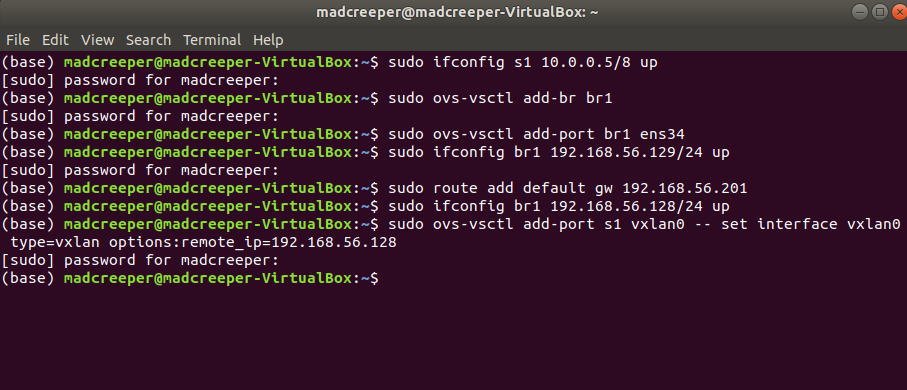 madcreeper@madcreeper-VirtualBox: ~
File Edit View Search Terminal Help
(base) madcreeper@madcreeper-VirtualBox:~$ sudo ifconfig s1 10.0.0.5/8 up
[sudo] password for madcreeper:
(base) madcreeper@madcreeper-VirtualBox:~$ sudo ovs-vsctl add-br br1
[sudo] password for madcreeper:
(base) madcreeper@madcreeper-VirtualBox:~$ sudo ovs-vsctl add-port br1 ens34
(base) madcreeper@madcreeper-VirtualBox:~$ sudo ifconfig br1 192.168.56.129/24 up
[sudo] password for madcreeper:
(base) madcreeper@madcreeper-VirtualBox:~$ sudo route add default gw 192.168.56.201
(base) madcreeper@madcreeper-VirtualBox:~$ sudo ifconfig br1 192.168.56.128/24 up
(base) madcreeper@madcreeper-VirtualBox:~$ sudo ovs-vsctl add-port s1 vxlan0 -- set interface vxlan0
type=vxlan options:remote_ip=192.168.56.128
[sudo] password for madcreeper:
(base) madcreeper@madcreeper-VirtualBox:~$